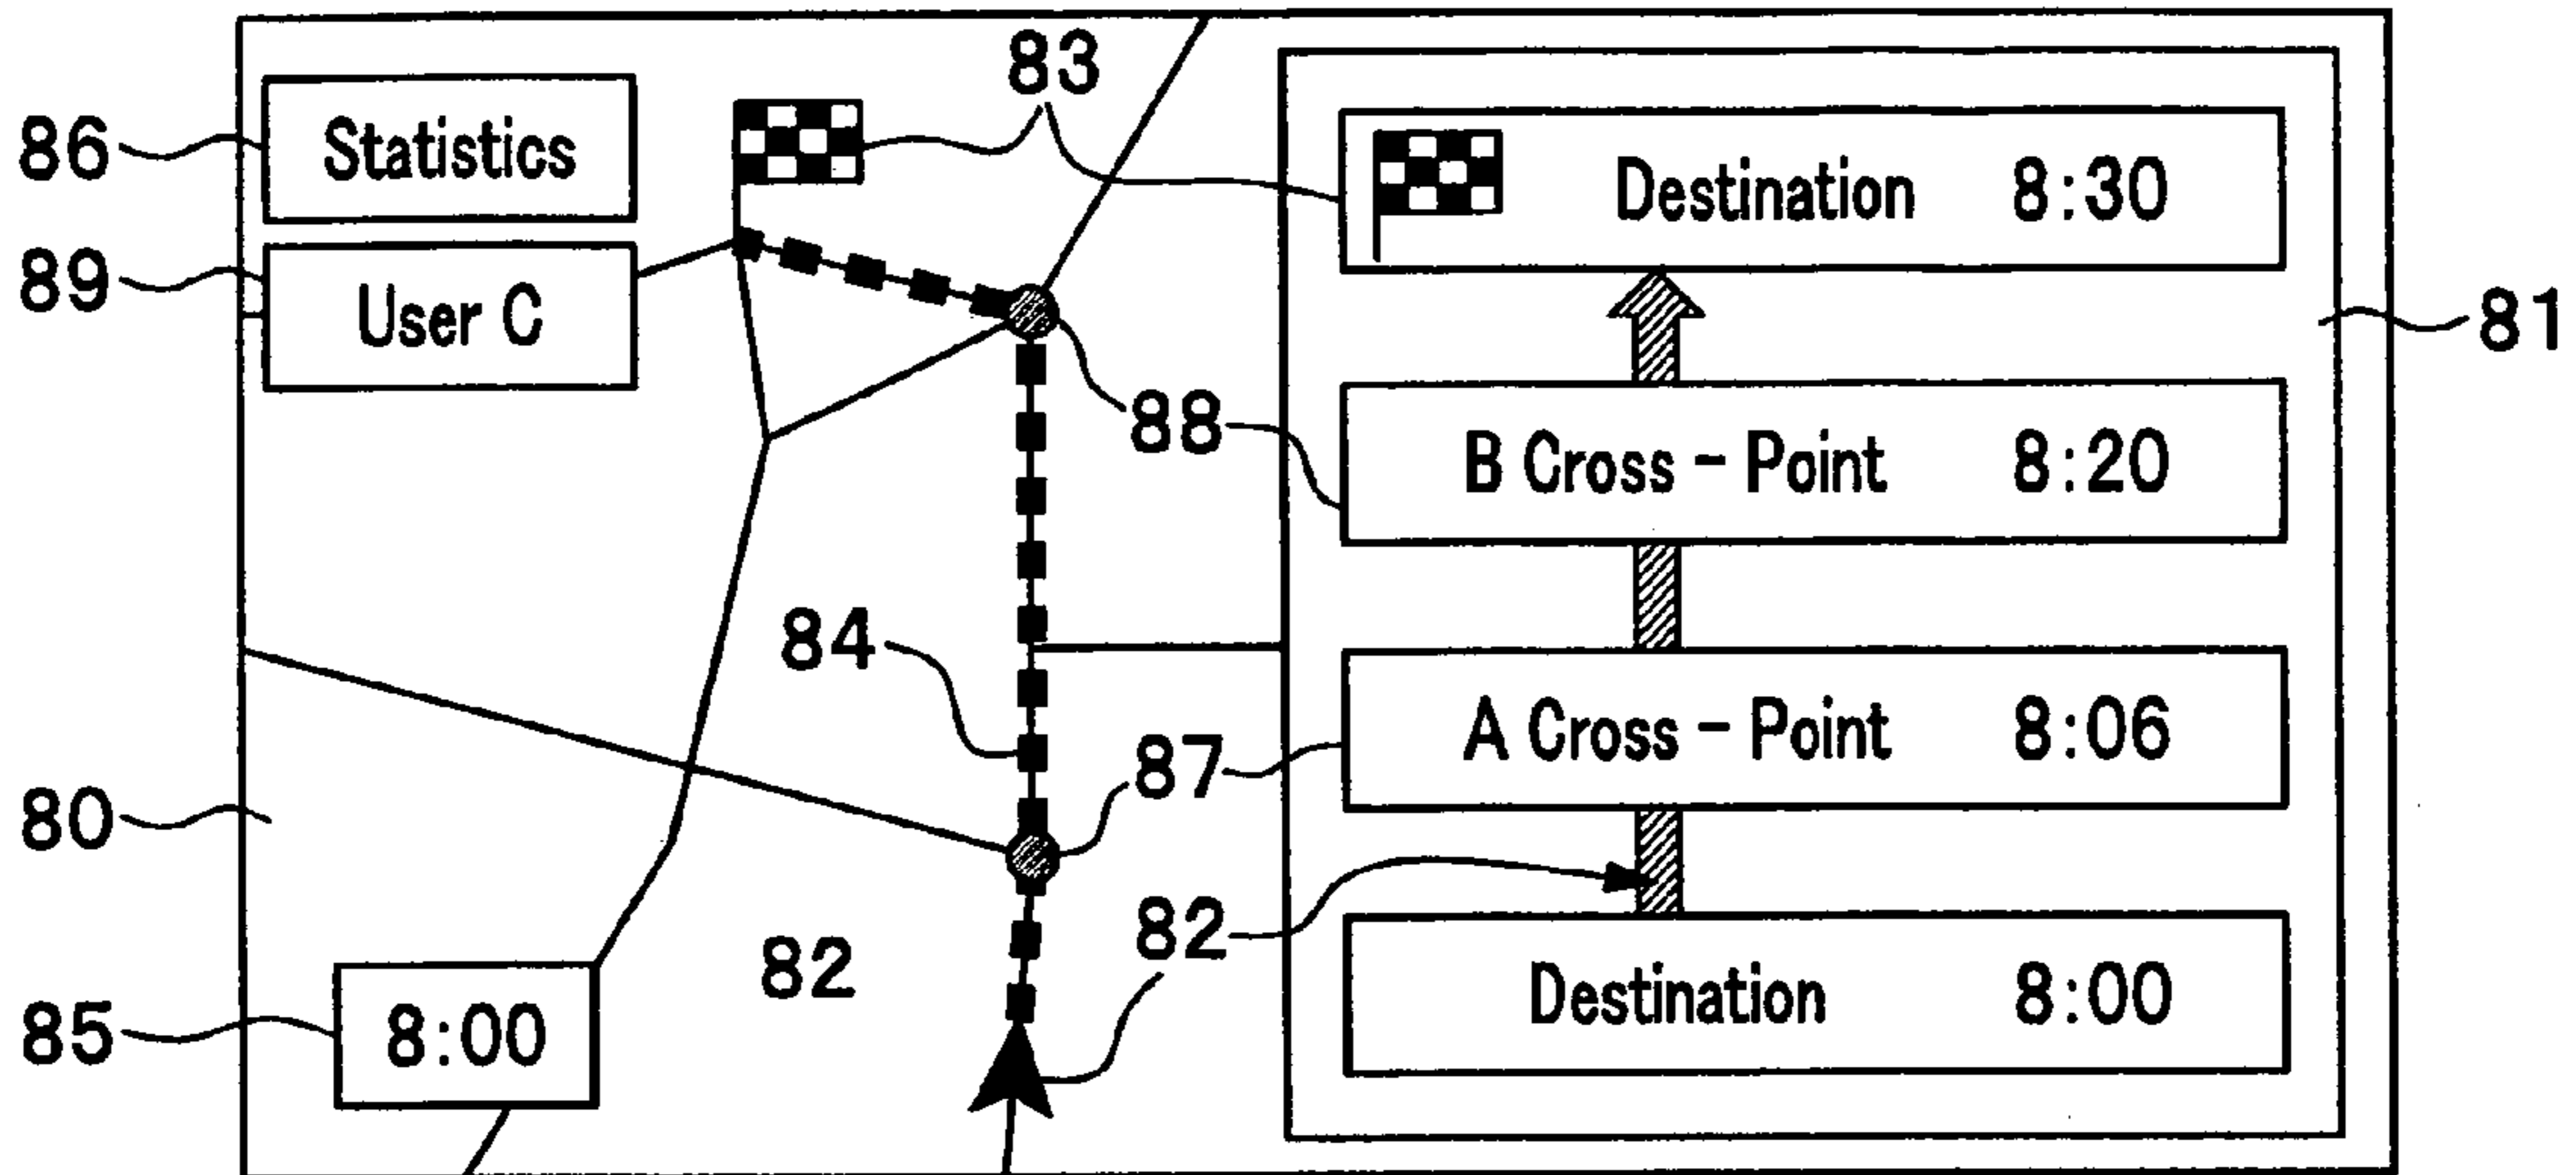 83
86
Statistics
Destination 8:30
89
User C
81
88
B Cross - Point 8:20
84
87
A Cross - Point 8:06
80
82
82
85
8:00
Destination 8:00